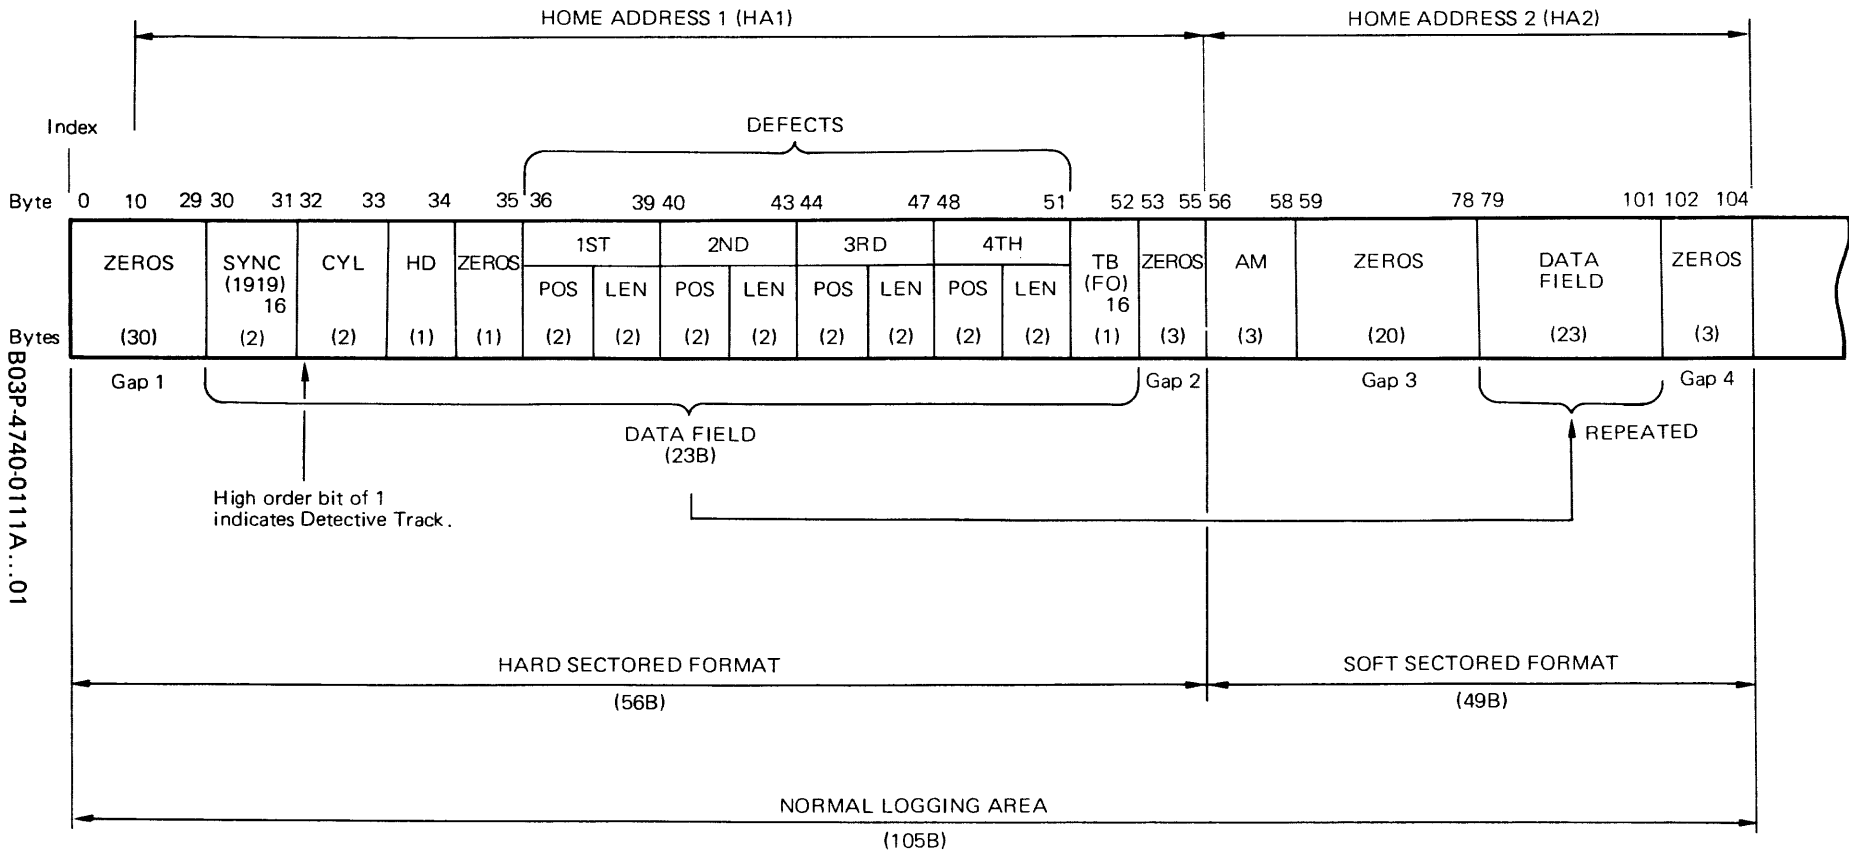 HOME ADDRESS 1 (HA1) HOME ADDRESS 2 (HA2)
Index
DEFECTS
Byte 0 10 29 30 31 32 33 34 35 36 39 40 43 44 47 48 51 52 53 55 56 58 59 78 79 101 102 104
ZEROS (30)
SYNC (1919) 16 (2)
CYL (2)
HD (1)
ZEROS (1)
1ST 2ND 3RD 4TH
POS LEN POS LEN POS LEN POS LEN
(2) (2) (2) (2) (2) (2) (2) (2)
TB (FO) 16 (1)
ZEROS (3)
AM (3)
ZEROS (20)
DATA FIELD (23)
ZEROS (3)
Bytes
Gap 1 Gap 2 Gap 3 Gap 4
DATA FIELD
(23B)
REPEATED
High order bit of 1
indicates Detective Track.
HARD SECTORED FORMAT
(56B)
SOFT SECTORED FORMAT
(49B)
NORMAL LOGGING AREA
(105B)
B03P-4740-0111A...01